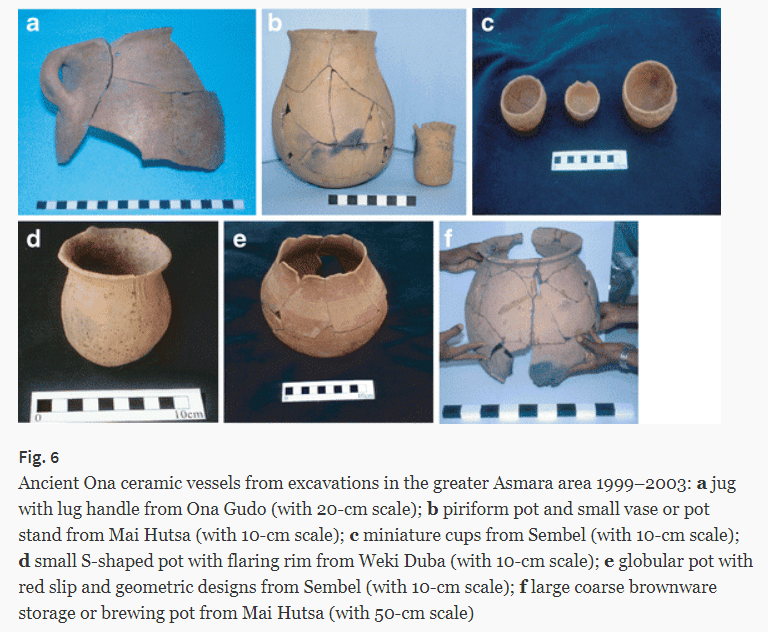 a
b
c
d
e
f
0
10cm
Fig. 6
Ancient Ona ceramic vessels from excavations in the greater Asmara area 1999–2003: a jug
with lug handle from Ona Gudo (with 20-cm scale); b piriform pot and small vase or pot
stand from Mai Hutsa (with 10-cm scale); c miniature cups from Sembel (with 10-cm scale);
d small S-shaped pot with flaring rim from Weki Duba (with 10-cm scale); e globular pot with
red slip and geometric designs from Sembel (with 10-cm scale); f large coarse brownware
storage or brewing pot from Mai Hutsa (with 50-cm scale)